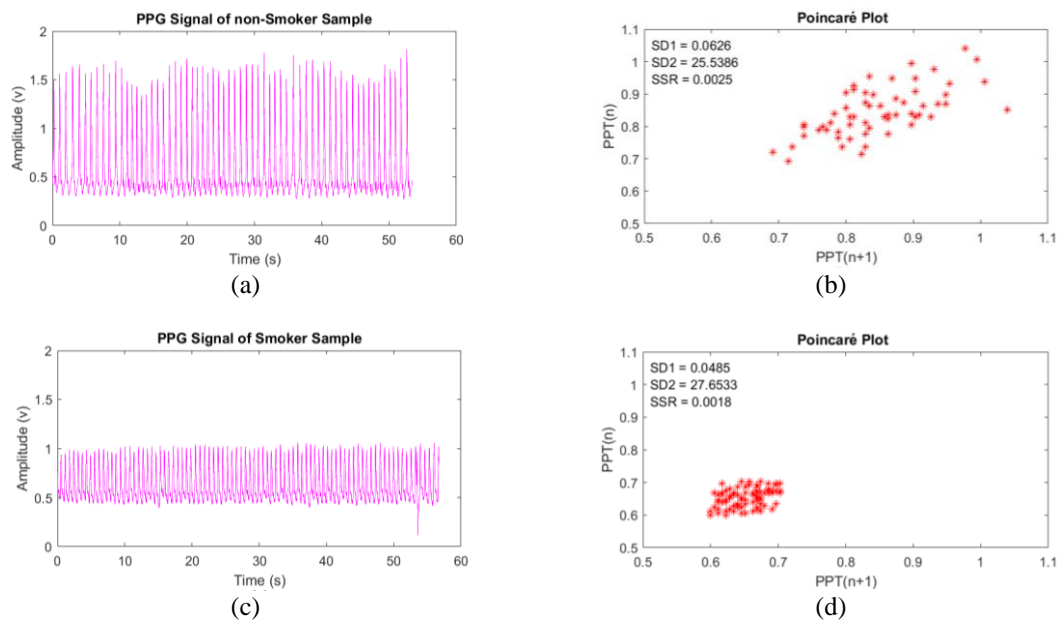 PPG Signal of non-Smoker Sample
2
1.5
1
0.5
0
Amplitude (v)
0 10 20 30 40 50 60
Time (s)
(a)
Poincaré Plot
SD1 = 0.0626
SD2 = 25.5386
SSR = 0.0025
1.1
1
0.9
0.8
0.7
0.6
0.5
PPT(n)
0.5 0.6 0.7 0.8 0.9 1 1.1
PPT(n+1)
(b)
PPG Signal of Smoker Sample
2
1.5
1
0.5
0
Amplitude (v)
0 10 20 30 40 50 60
Time (s)
(c)
Poincaré Plot
SD1 = 0.0485
SD2 = 27.6533
SSR = 0.0018
1.1
1
0.9
0.8
0.7
0.6
0.5
PPT(n)
0.5 0.6 0.7 0.8 0.9 1 1.1
PPT(n+1)
(d)